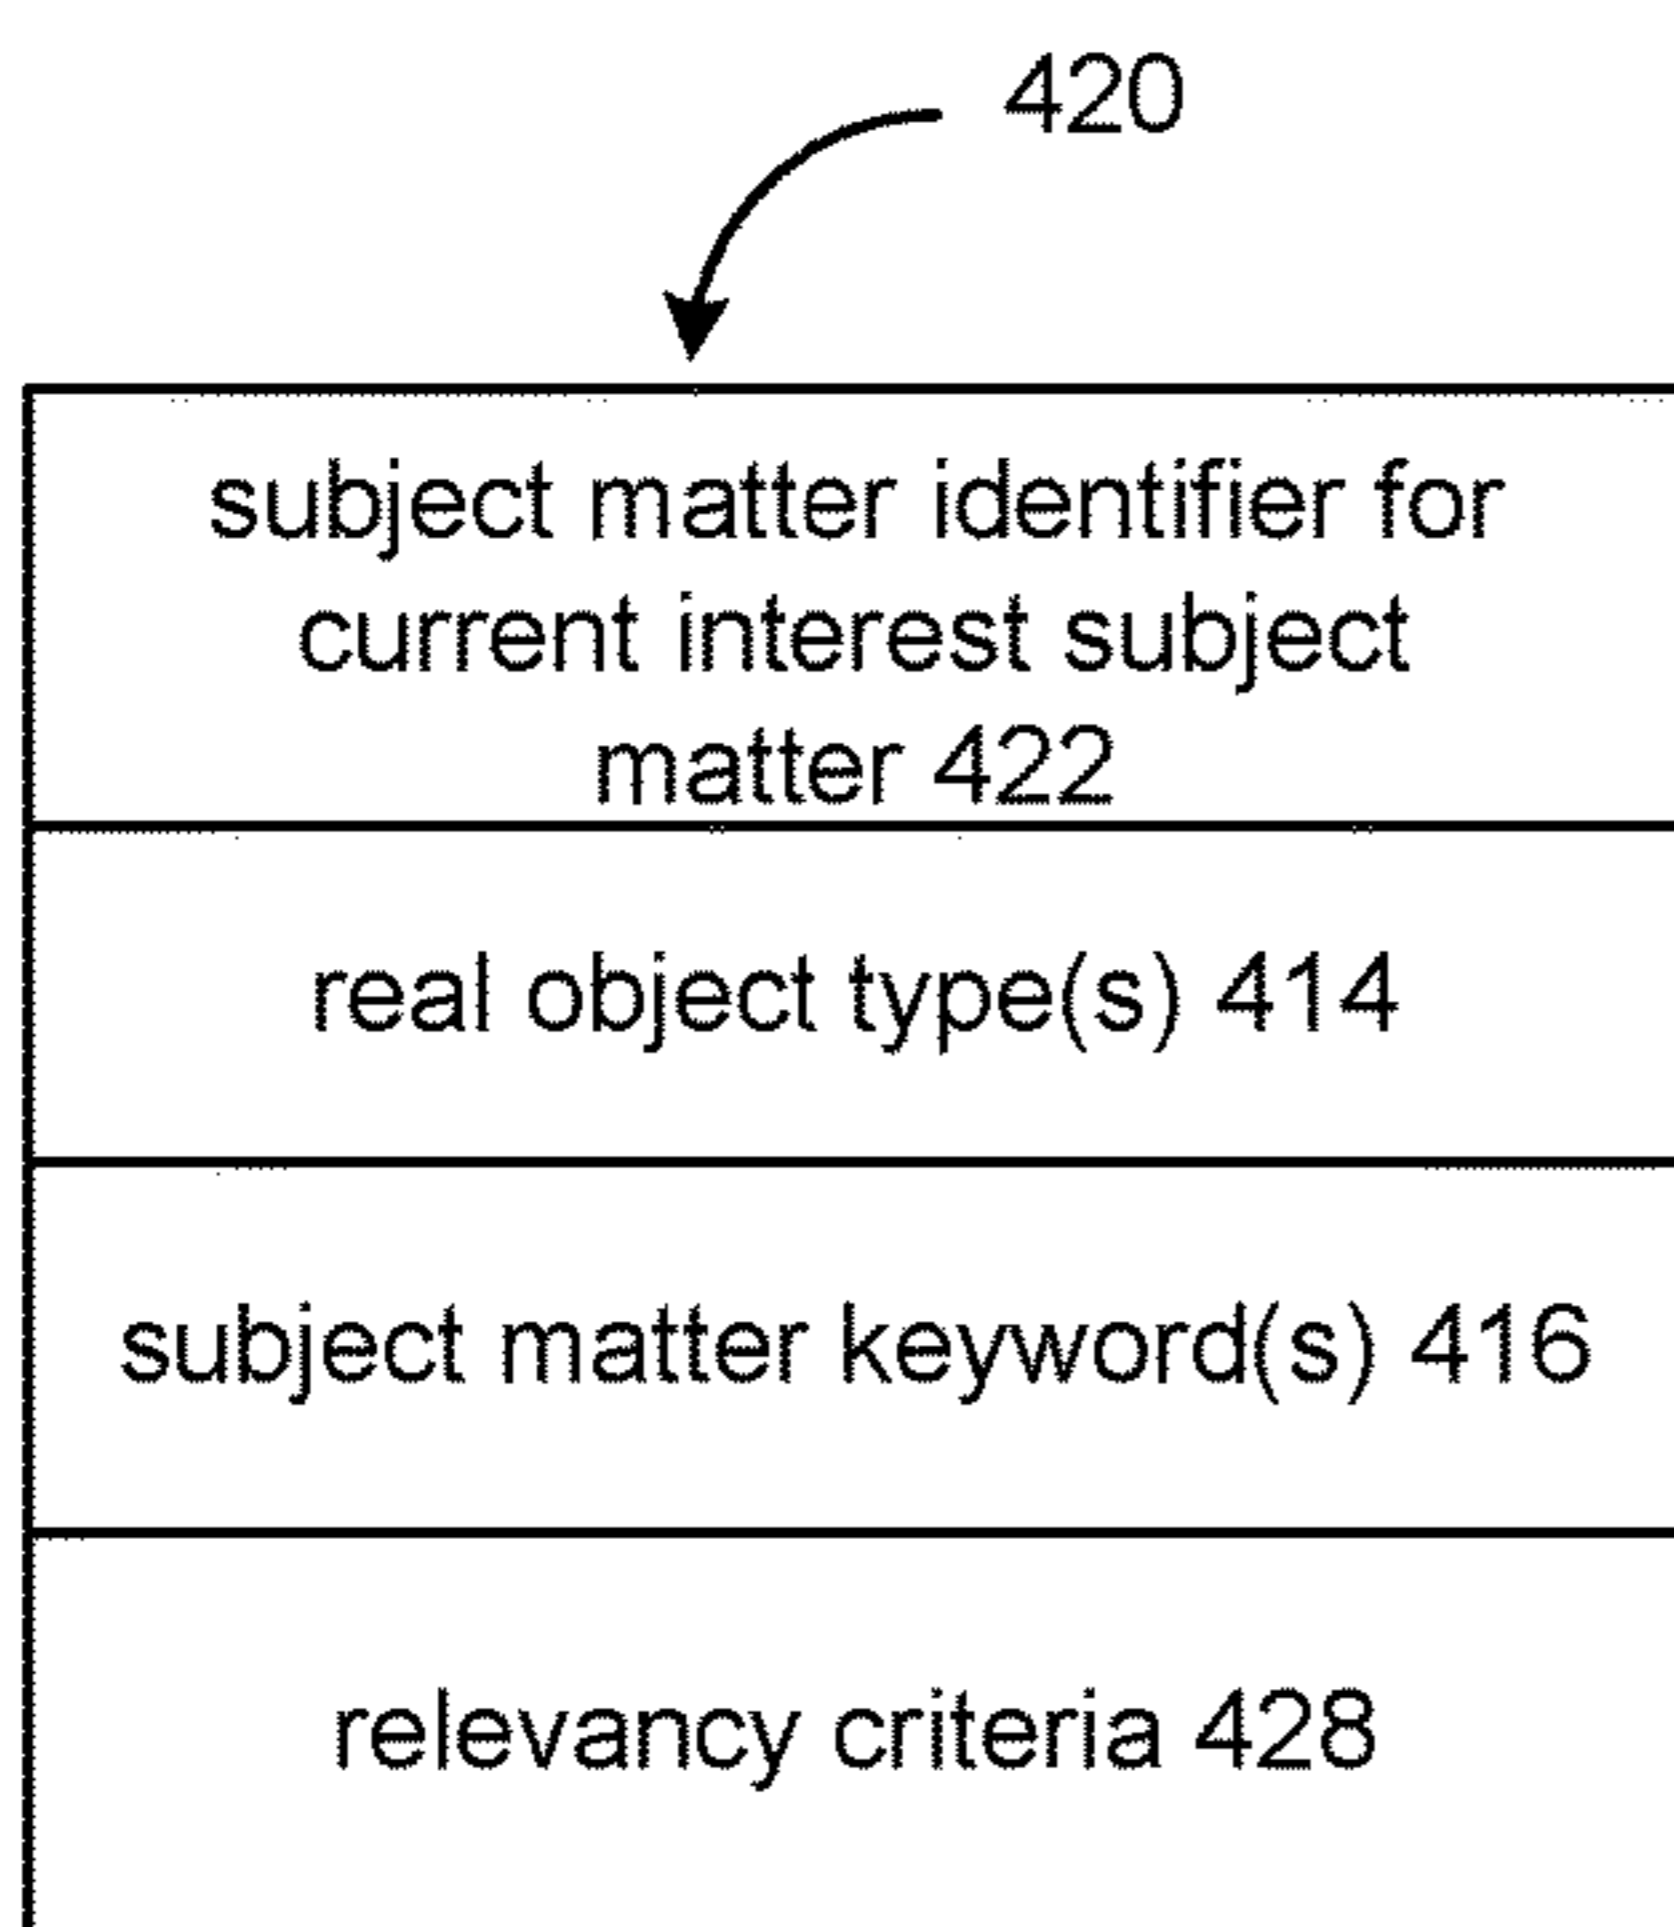 420
subject matter identifier for
current interest subject
matter 422
real object type(s) 414
subject matter keyword(s) 416
relevancy criteria 428